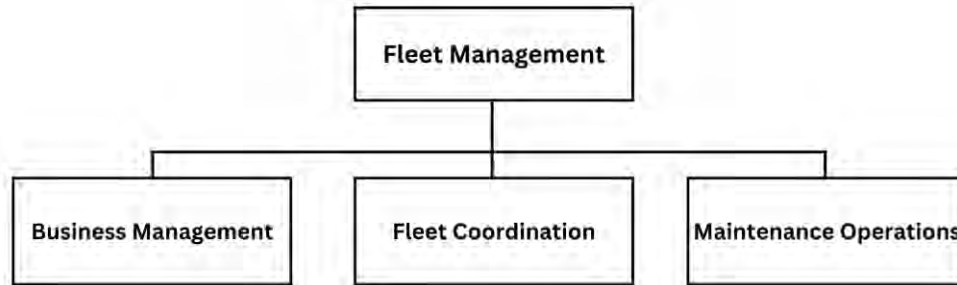 Fleet Management
Business Management
Fleet Coordination
Maintenance Operations